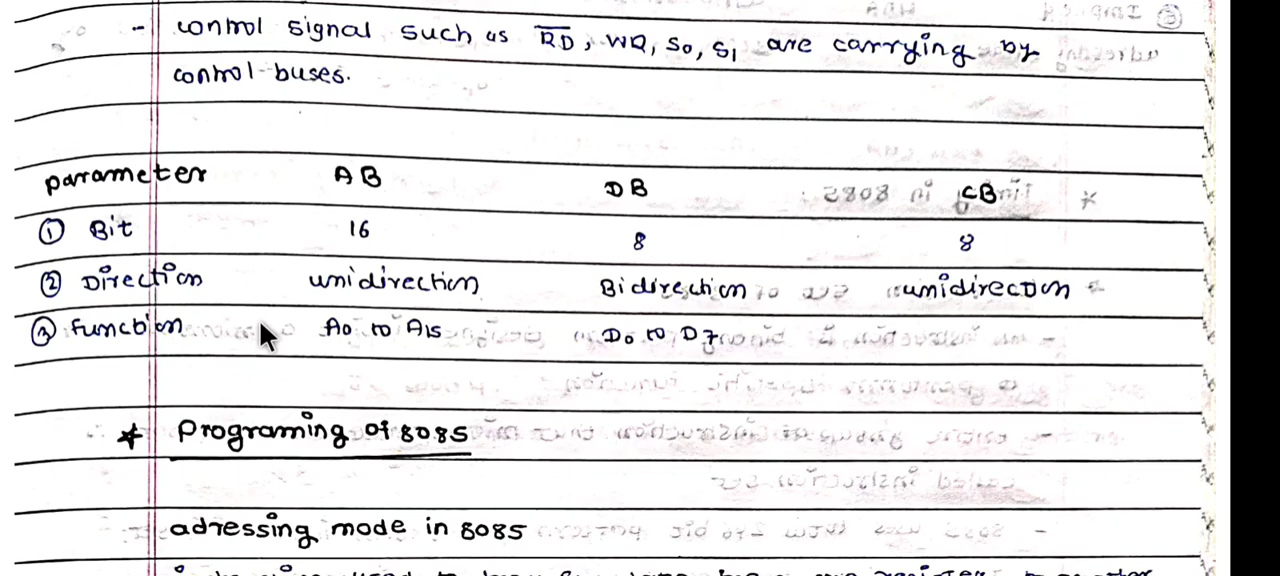 - control signal such as R̅D̅, WR, S0, S1 are carrying by
control buses.
parameter AB DB CB
① Bit 16 8 8
② Direction unidirection Bidirection unidirection
③ function A0 to A15 D0 to D7
* Programing of 8085
adressing mode in 8085